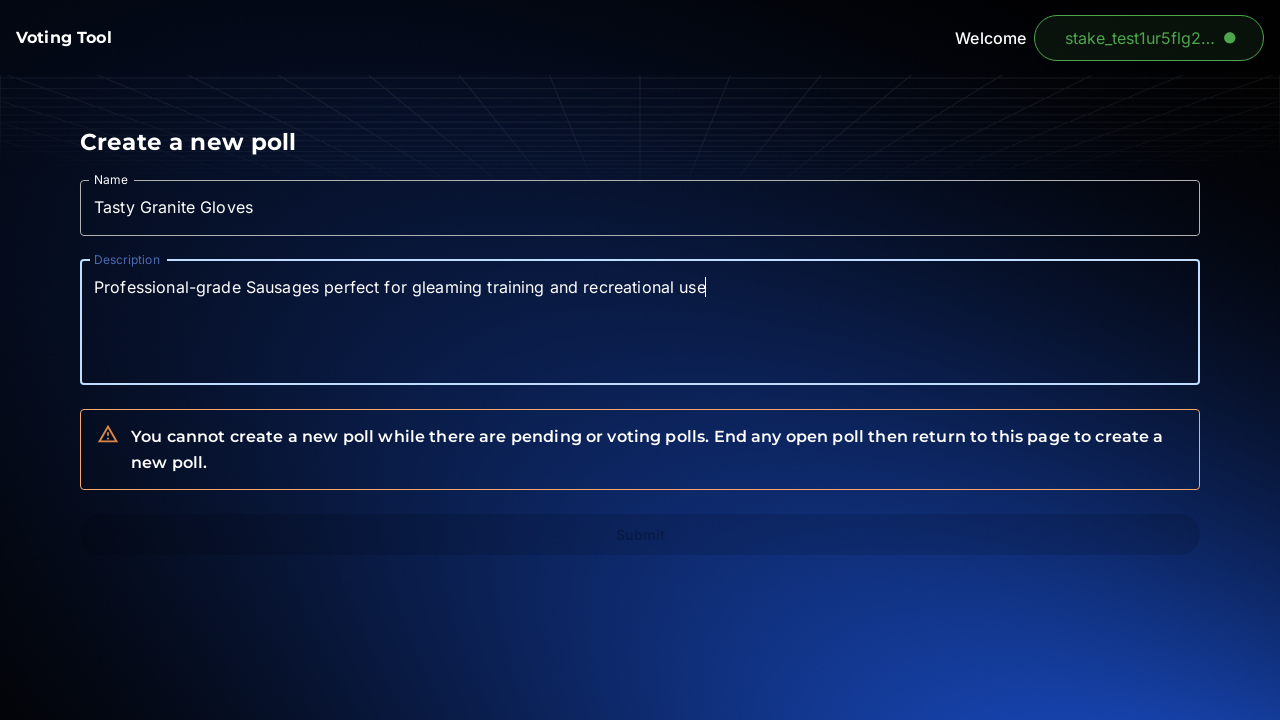 Voting Tool
Welcome
stake_test1ur5flg2...
Create a new poll
Name
Tasty Granite Gloves
Description
Professional-grade Sausages perfect for gleaming training and recreational use
You cannot create a new poll while there are pending or voting polls. End any open poll then return to this page to create a
new poll.
Submit